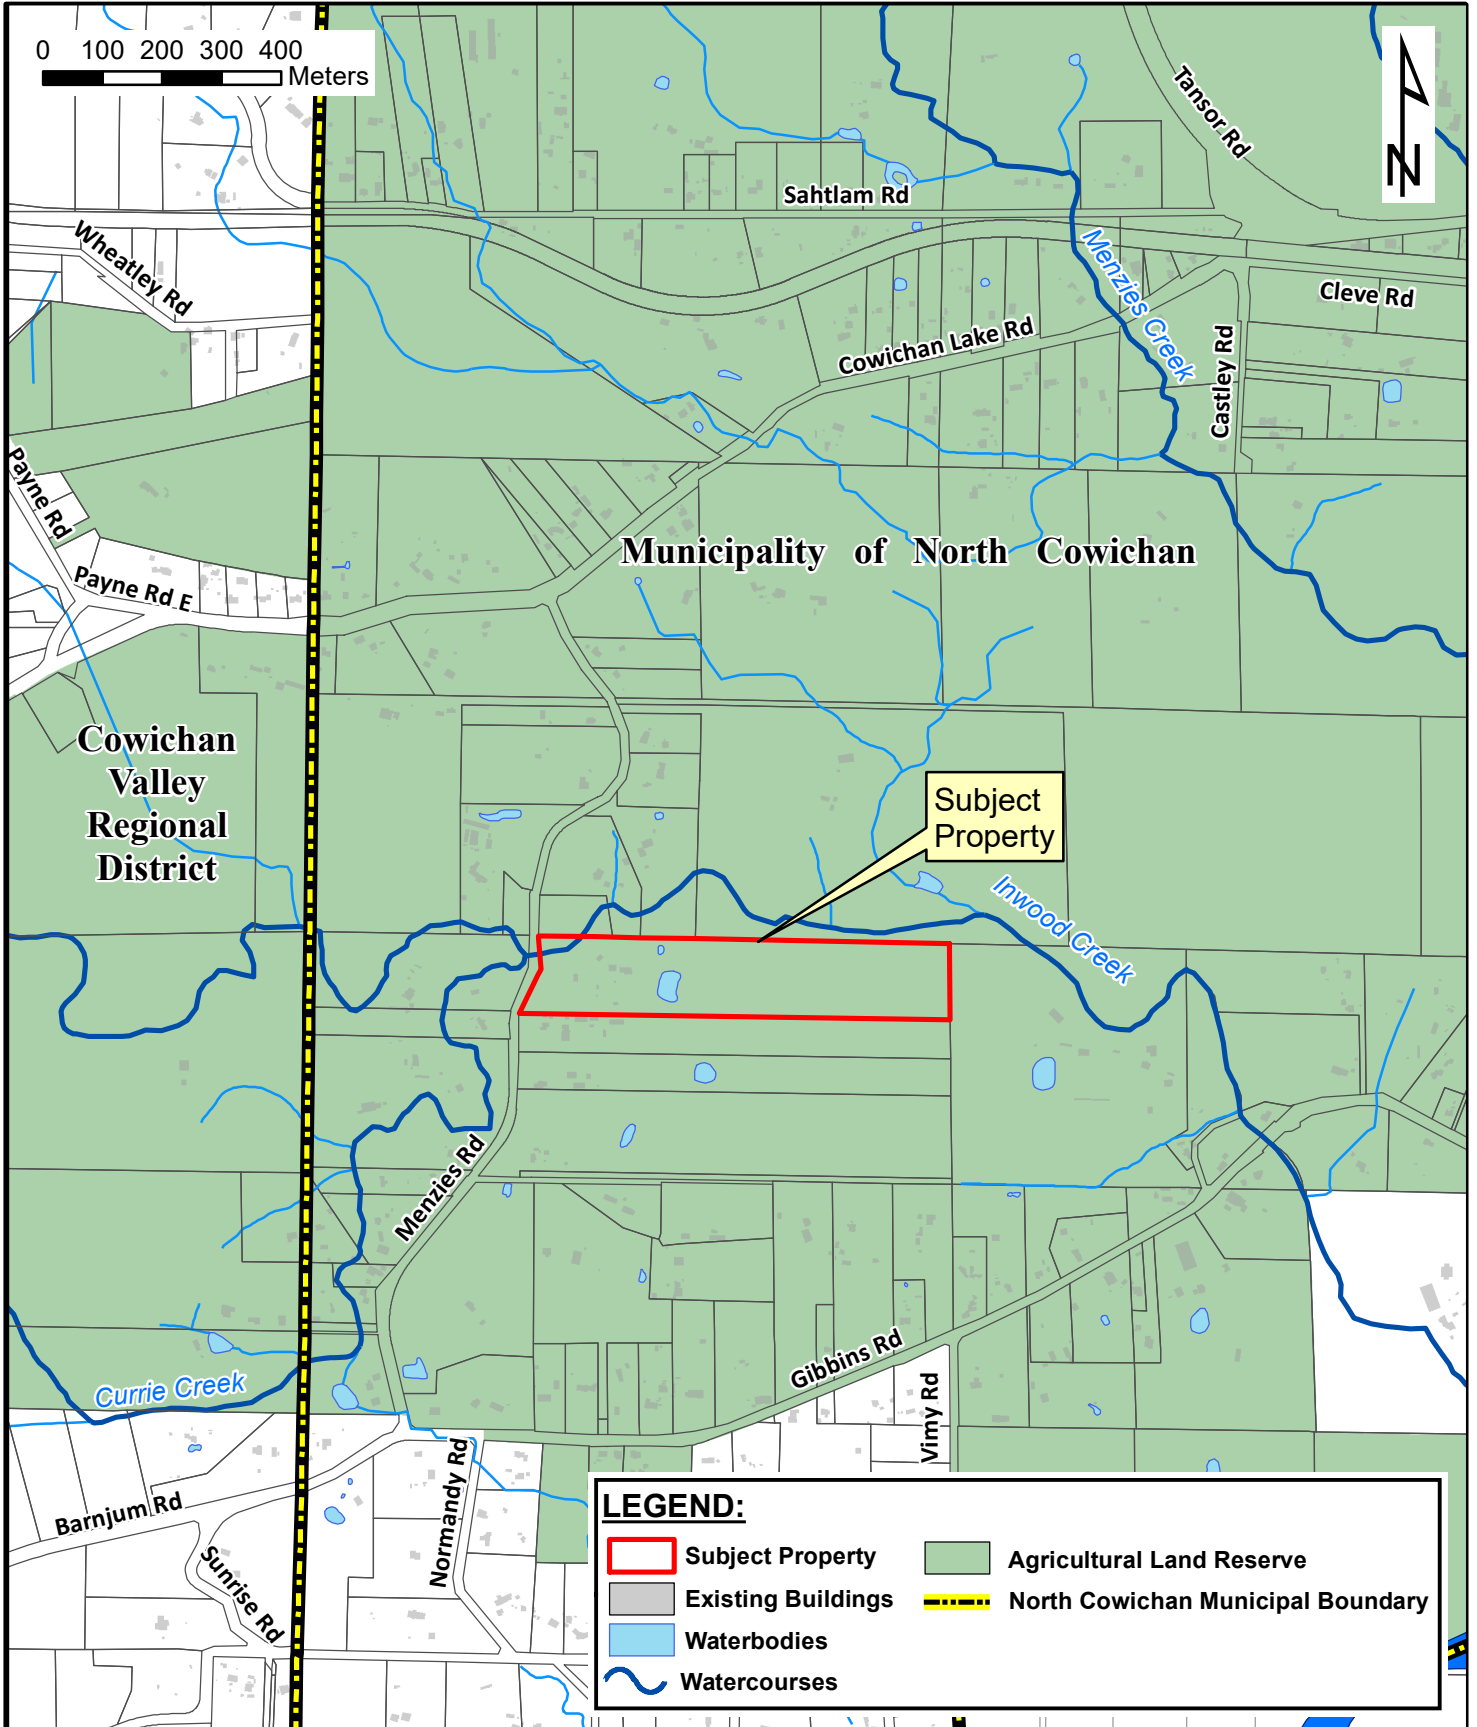 0 100 200 300 400
Meters
N
Tansor Rd
Sahtlam Rd
Wheatley Rd
Menzies Creek
Cleve Rd
Cowichan Lake Rd
Castley Rd
Payne Rd
Municipality of North Cowichan
Payne Rd E
Cowichan
Valley
Regional
District
Subject
Property
Inwood Creek
Menzies Rd
Gibbins Rd
Currie Creek
Vimy Rd
Normandy Rd
Barnjum Rd
Sunrise Rd
LEGEND:
Subject Property
Existing Buildings
Waterbodies
Watercourses
Agricultural Land Reserve
North Cowichan Municipal Boundary